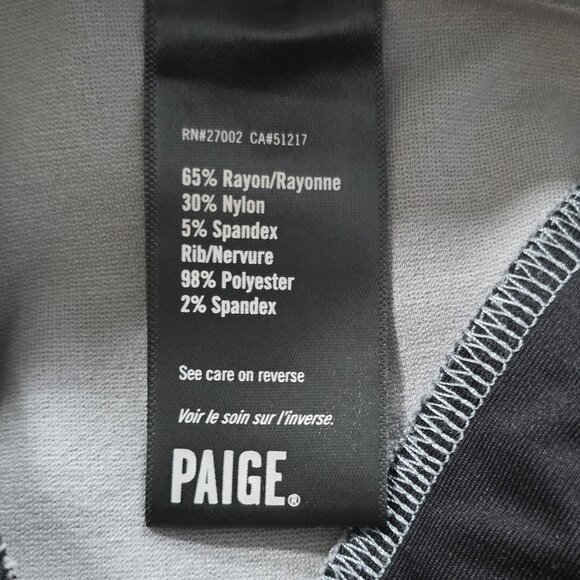 RN#27002 CA#51217
65% Rayon/Rayonne
30% Nylon
5% Spandex
Rib/Nervure
98% Polyester
2% Spandex
See care on reverse
Voir le soin sur l'inverse.
PAIGE®